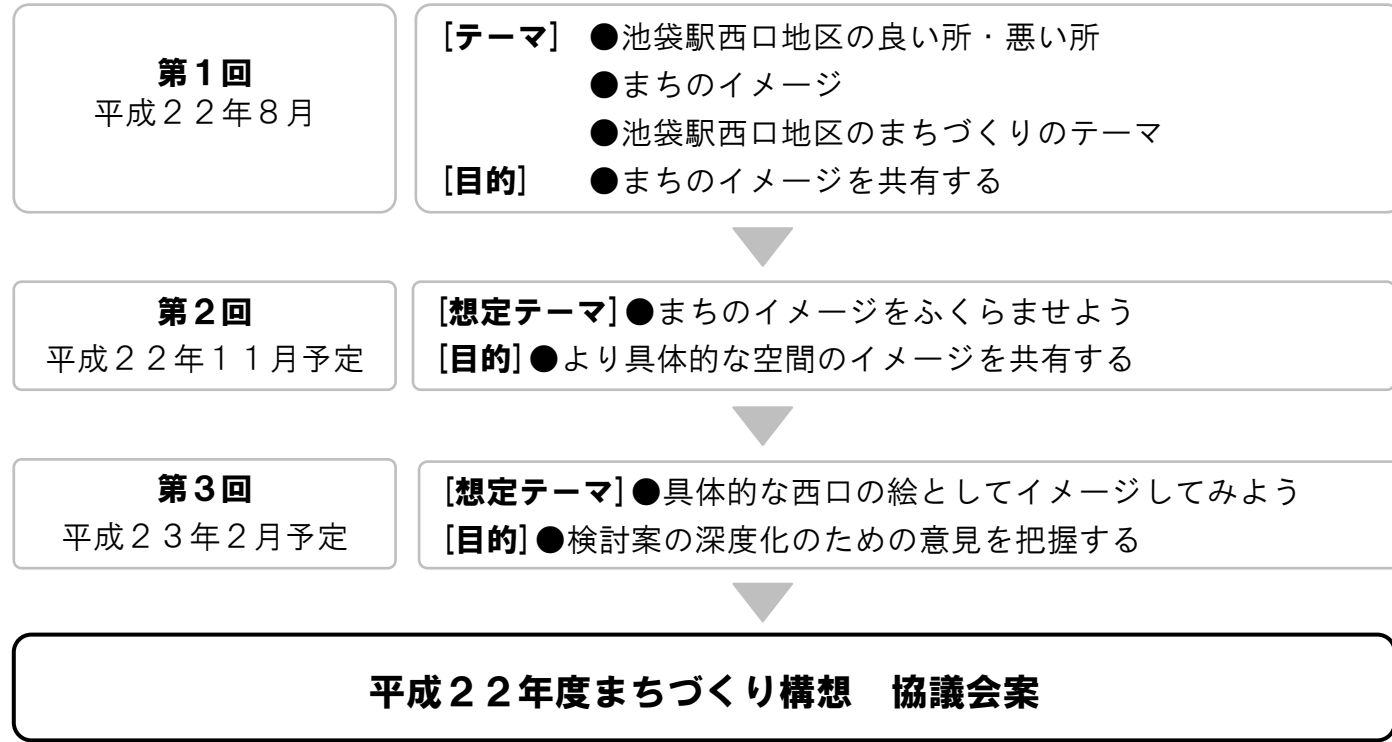 第１回
平成２２年８月
[テーマ] ●池袋駅西口地区の良い所・悪い所
●まちのイメージ
●池袋駅西口地区のまちづくりのテーマ
[目的] ●まちのイメージを共有する
第２回
平成２２年１１月予定
[想定テーマ]●まちのイメージをふくらませよう
[目的]●より具体的な空間のイメージを共有する
第３回
平成２３年２月予定
[想定テーマ]●具体的な西口の絵としてイメージしてみよう
[目的]●検討案の深度化のための意見を把握する
平成２２年度まちづくり構想　協議会案